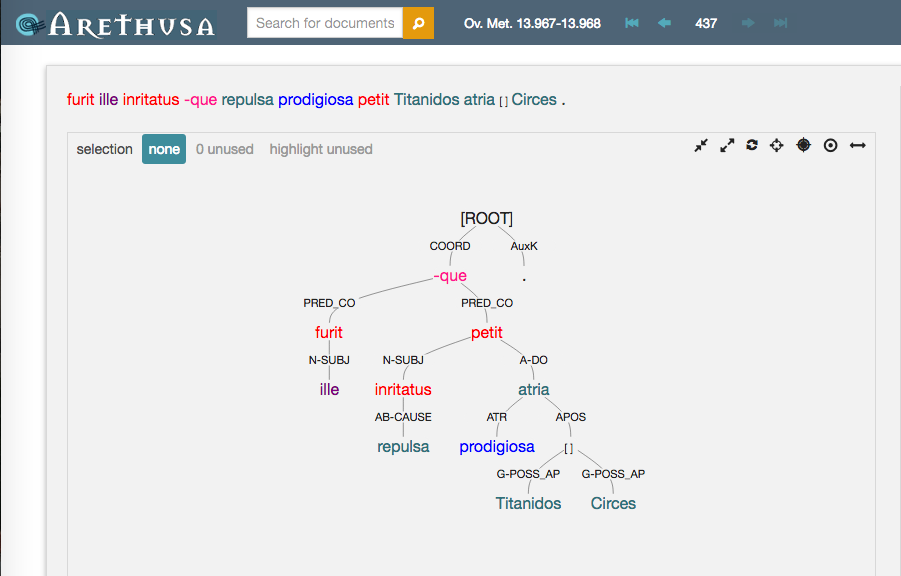 ARETHUSA Search for documents Ov. Met. 13.967-13.968 437
furit ille inritatus -que repulsa prodigiosa petit Titanidos atria [ ] Circes .
selection none 0 unused highlight unused
[ROOT]
COORD AuxK
-que .
PRED_CO PRED_CO
furit petit
N-SUBJ N-SUBJ A-DO
ille inritatus atria
AB-CAUSE ATR APOS
repulsa prodigiosa [ ]
G-POSS_AP G-POSS_AP
Titanidos Circes